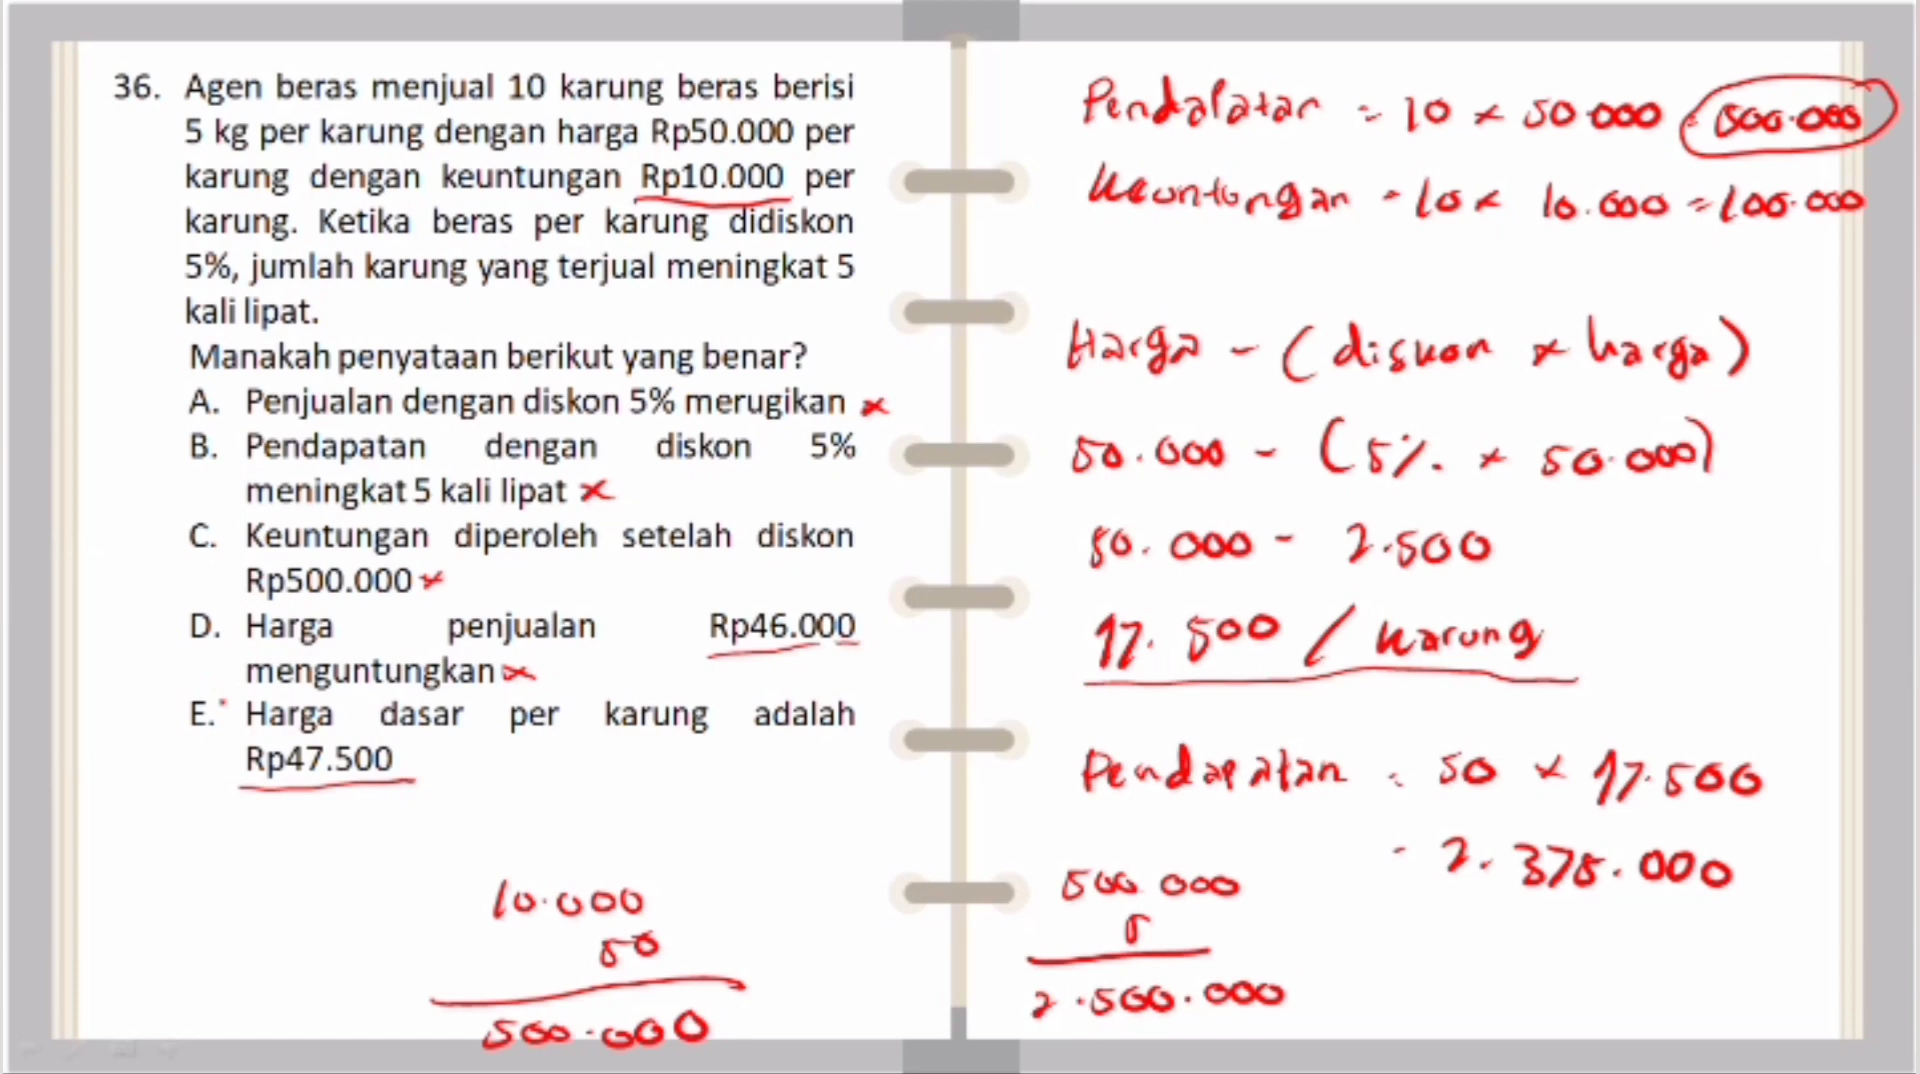 36. Agen beras menjual 10 karung beras berisi
5 kg per karung dengan harga Rp50.000 per
karung dengan keuntungan Rp10.000 per
karung. Ketika beras per karung didiskon
5%, jumlah karung yang terjual meningkat 5
kali lipat.
Manakah penyataan berikut yang benar?
A. Penjualan dengan diskon 5% merugikan x
B. Pendapatan dengan diskon 5%
meningkat 5 kali lipat x
C. Keuntungan diperoleh setelah diskon
Rp500.000 x
D. Harga penjualan Rp46.000
menguntungkan x
E. Harga dasar per karung adalah
Rp47.500
10.000
50
500.000
Pendapatan = 10 x 50.000 = 500.000
Keuntungan = 10 x 10.000 = 100.000
Harga - (diskon x harga)
50.000 - (5% x 50.000)
50.000 - 2.500
47.500 / karung
Pendapatan = 50 x 47.500
= 2.375.000
500.000
5
2.500.000